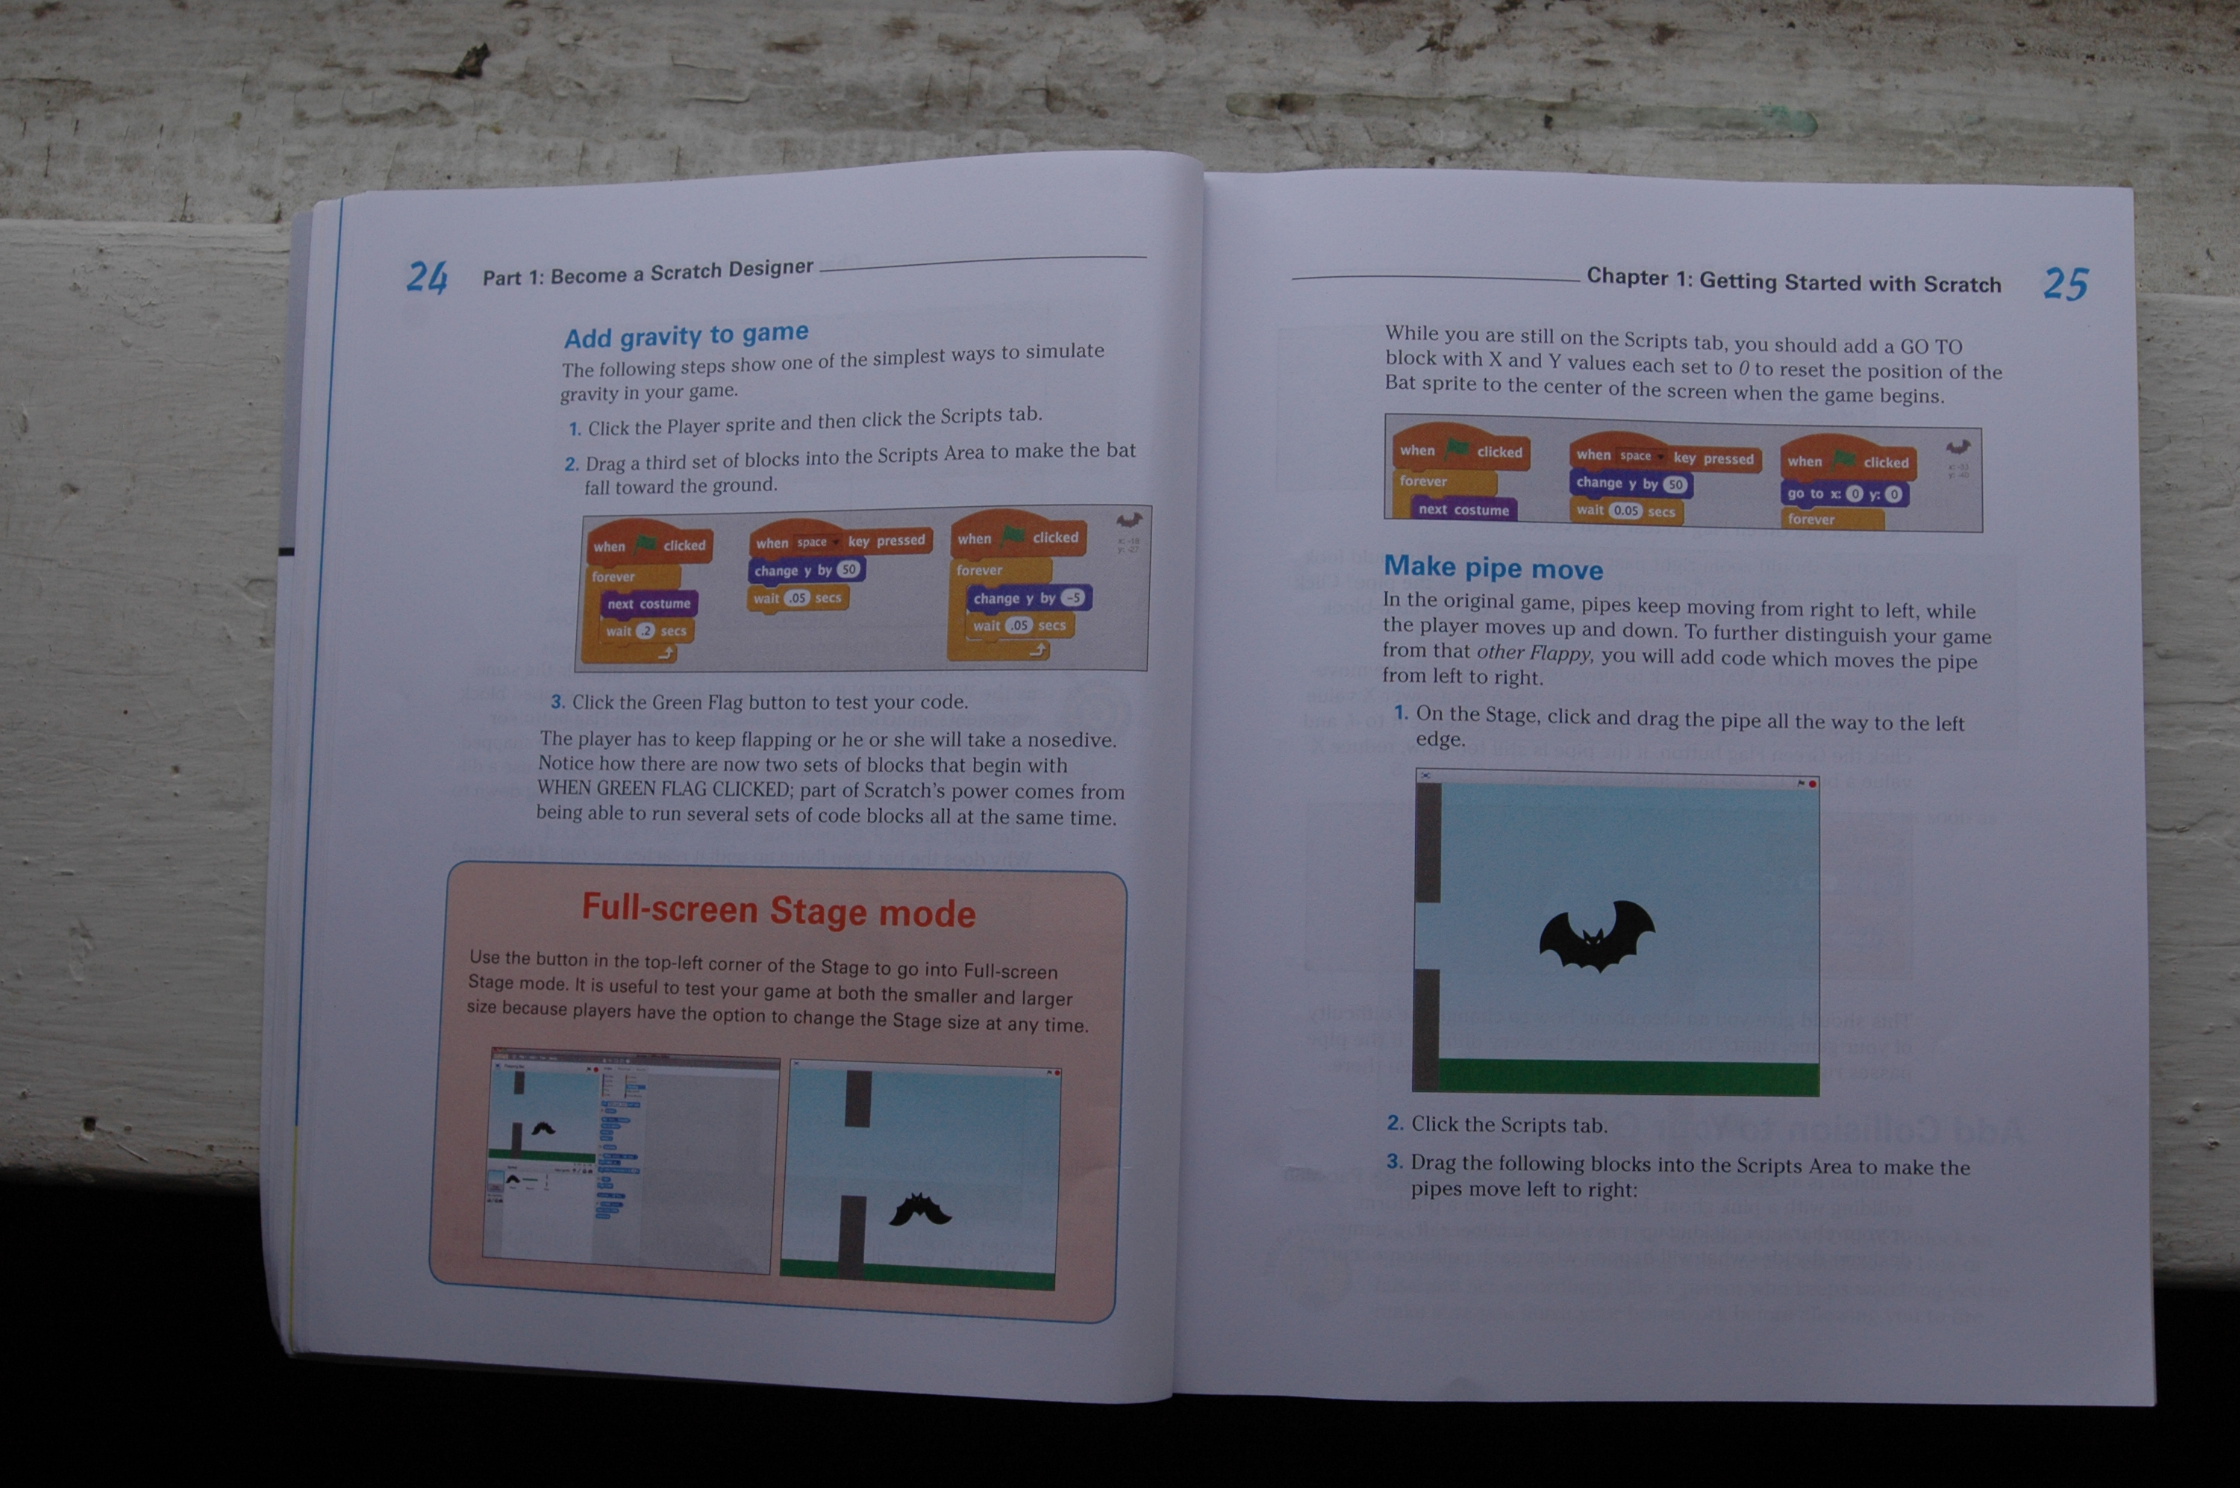 24 Part 1: Become a Scratch Designer
Add gravity to game
The following steps show one of the simplest ways to simulate
gravity in your game.
1. Click the Player sprite and then click the Scripts tab.
2. Drag a third set of blocks into the Scripts Area to make the bat
fall toward the ground.
when clicked
forever
next costume
wait .2 secs
when space key pressed
change y by 50
wait .05 secs
when clicked
forever
change y by -5
wait .05 secs
3. Click the Green Flag button to test your code.
The player has to keep flapping or he or she will take a nosedive.
Notice how there are now two sets of blocks that begin with
WHEN GREEN FLAG CLICKED; part of Scratch's power comes from
being able to run several sets of code blocks all at the same time.
Full-screen Stage mode
Use the button in the top-left corner of the Stage to go into Full-screen
Stage mode. It is useful to test your game at both the smaller and larger
size because players have the option to change the Stage size at any time.
Chapter 1: Getting Started with Scratch 25
While you are still on the Scripts tab, you should add a GO TO
block with X and Y values each set to 0 to reset the position of the
Bat sprite to the center of the screen when the game begins.
when clicked
forever
next costume
when space key pressed
change y by 50
wait 0.05 secs
when clicked
go to x: 0 y: 0
forever
Make pipe move
In the original game, pipes keep moving from right to left, while
the player moves up and down. To further distinguish your game
from that other Flappy, you will add code which moves the pipe
from left to right.
1. On the Stage, click and drag the pipe all the way to the left
edge.
2. Click the Scripts tab.
3. Drag the following blocks into the Scripts Area to make the
pipes move left to right: